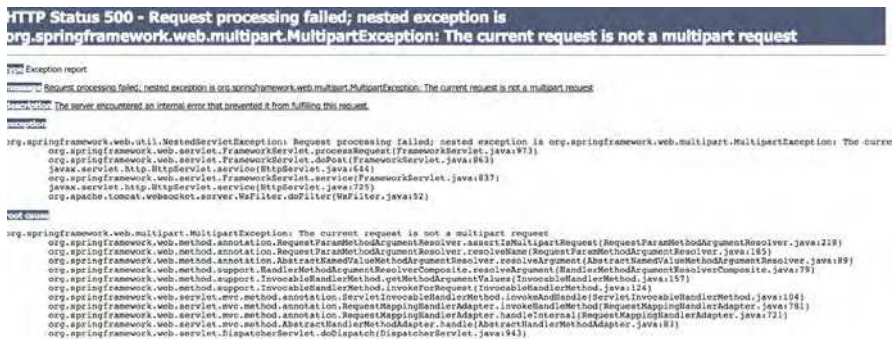 HTTP Status 500 - Request processing failed; nested exception is
org.springframework.web.multipart.MultipartException: The current request is not a multipart request
type Exception report
message Request processing failed; nested exception is org.springframework.web.multipart.MultipartException: The current request is not a multipart request
description The server encountered an internal error that prevented it from fulfilling this request.
exception
org.springframework.web.util.NestedServletException: Request processing failed; nested exception is org.springframework.web.multipart.MultipartException: The curre
org.springframework.web.servlet.FrameworkServlet.processRequest(FrameworkServlet.java:973)
org.springframework.web.servlet.FrameworkServlet.doPost(FrameworkServlet.java:863)
javax.servlet.http.HttpServlet.service(HttpServlet.java:644)
org.springframework.web.servlet.FrameworkServlet.service(FrameworkServlet.java:837)
javax.servlet.http.HttpServlet.service(HttpServlet.java:725)
org.apache.tomcat.websocket.server.WsFilter.doFilter(WsFilter.java:52)
root cause
org.springframework.web.multipart.MultipartException: The current request is not a multipart request
org.springframework.web.method.annotation.RequestParamMethodArgumentResolver.assertIsMultipartRequest(RequestParamMethodArgumentResolver.java:218)
org.springframework.web.method.annotation.RequestParamMethodArgumentResolver.resolveName(RequestParamMethodArgumentResolver.java:185)
org.springframework.web.method.annotation.AbstractNamedValueMethodArgumentResolver.resolveArgument(AbstractNamedValueMethodArgumentResolver.java:89)
org.springframework.web.method.support.HandlerMethodArgumentResolverComposite.resolveArgument(HandlerMethodArgumentResolverComposite.java:79)
org.springframework.web.method.support.InvocableHandlerMethod.getMethodArgumentValues(InvocableHandlerMethod.java:157)
org.springframework.web.method.support.InvocableHandlerMethod.invokeForRequest(InvocableHandlerMethod.java:124)
org.springframework.web.servlet.mvc.method.annotation.ServletInvocableHandlerMethod.invokeAndHandle(ServletInvocableHandlerMethod.java:104)
org.springframework.web.servlet.mvc.method.annotation.RequestMappingHandlerAdapter.invokeHandleMethod(RequestMappingHandlerAdapter.java:781)
org.springframework.web.servlet.mvc.method.annotation.RequestMappingHandlerAdapter.handleInternal(RequestMappingHandlerAdapter.java:721)
org.springframework.web.servlet.mvc.method.AbstractHandlerMethodAdapter.handle(AbstractHandlerMethodAdapter.java:83)
org.springframework.web.servlet.DispatcherServlet.doDispatch(DispatcherServlet.java:943)